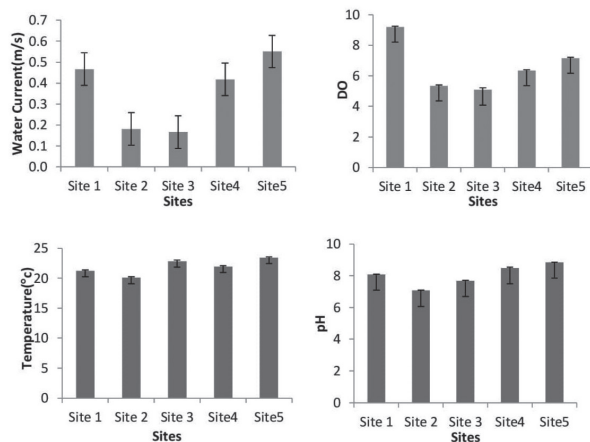 Water Current(m/s)
0.7
0.6
0.5
0.4
0.3
0.2
0.1
0.0
Site 1 Site 2 Site 3 Site4 Site5
Sites
DO
10
8
6
4
2
0
Site 1 Site 2 Site 3 Site4 Site5
Sites
Temperature(°c)
25
20
15
10
5
0
Site 1 Site 2 Site 3 Site4 Site5
Sites
pH
10
8
6
4
2
0
Site 1 Site 2 Site 3 Site4 Site5
Sites